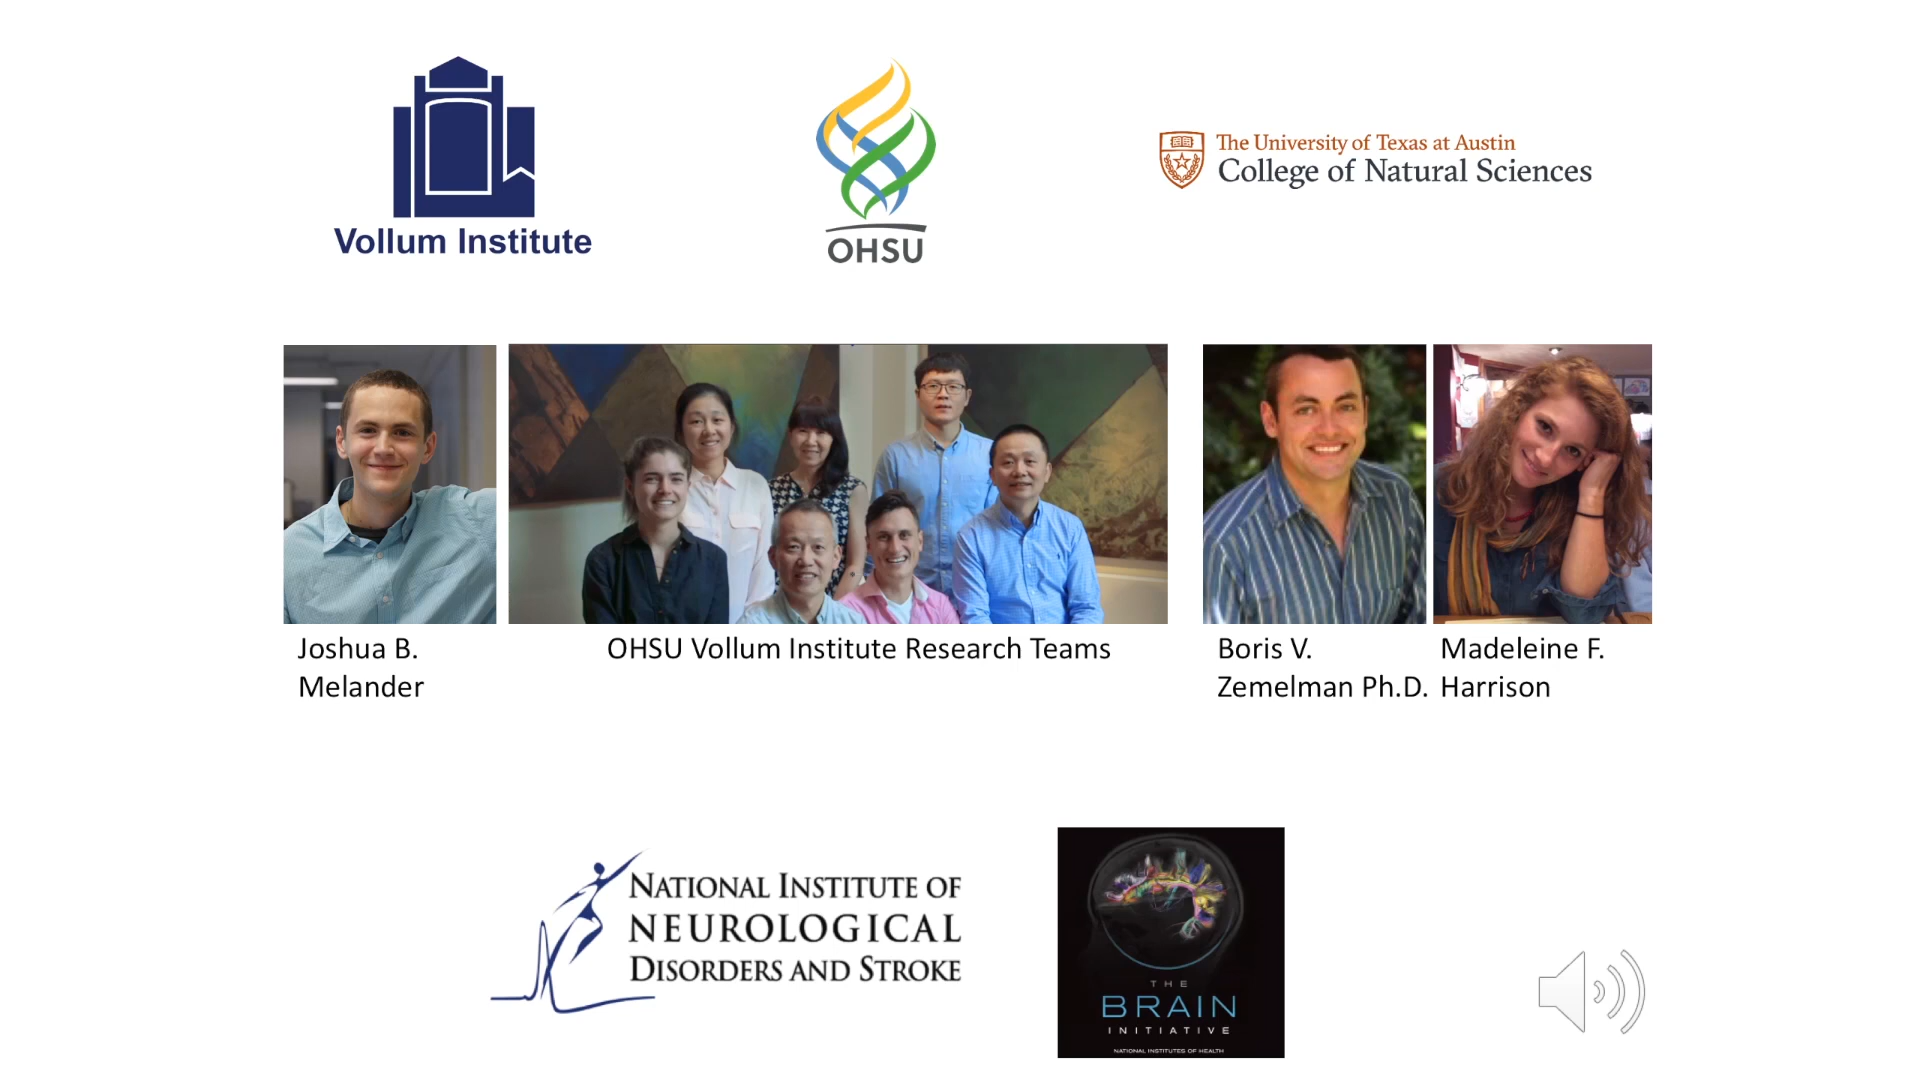 Vollum Institute
OHSU
The University of Texas at Austin
College of Natural Sciences
Joshua B.
Melander
OHSU Vollum Institute Research Teams
Boris V.
Zemelman Ph.D.
Madeleine F.
Harrison
NATIONAL INSTITUTE OF
NEUROLOGICAL
DISORDERS AND STROKE
THE
BRAIN
INITIATIVE
NATIONAL INSTITUTES OF HEALTH